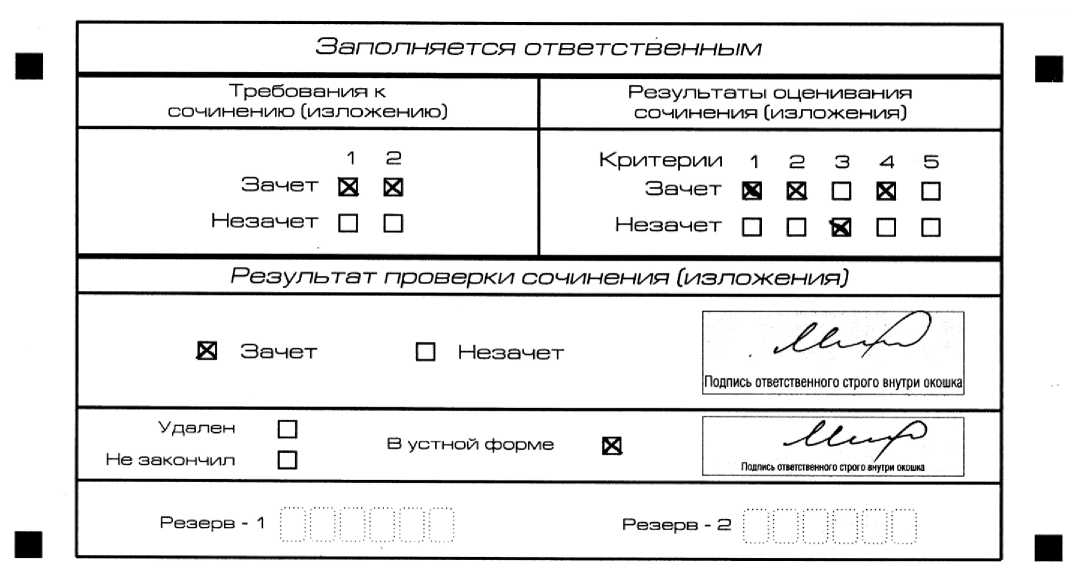 Заполняется ответственным
Требования к
сочинению (изложению)
Результаты оценивания
сочинения (изложения)
1 2
Зачет
Незачет
Критерии 1 2 3 4 5
Зачет
Незачет
Результат проверки сочинения (изложения)
Зачет Незачет
Подпись ответственного строго внутри окошка
Удален
Не закончил
В устной форме
Подпись ответственного строго внутри окошка
Резерв - 1 Резерв - 2